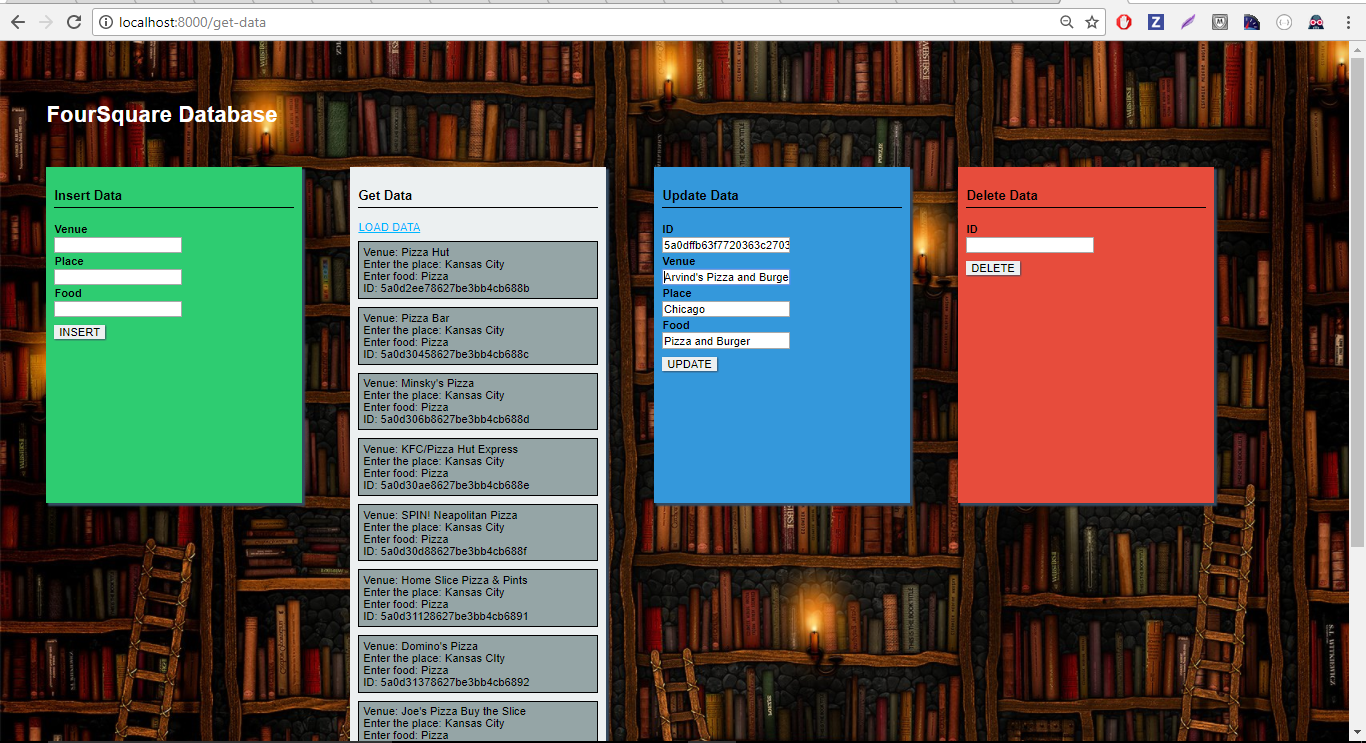 localhost:8000/get-data
FourSquare Database
Insert Data
Venue
Place
Food
INSERT
Get Data
LOAD DATA
Venue: Pizza Hut
Enter the place: Kansas City
Enter food: Pizza
ID: 5a0d2ee78627be3bb4cb688b
Venue: Pizza Bar
Enter the place: Kansas City
Enter food: Pizza
ID: 5a0d30458627be3bb4cb688c
Venue: Minsky's Pizza
Enter the place: Kansas City
Enter food: Pizza
ID: 5a0d306b8627be3bb4cb688d
Venue: KFC/Pizza Hut Express
Enter the place: Kansas City
Enter food: Pizza
ID: 5a0d30ae8627be3bb4cb688e
Venue: SPIN! Neapolitan Pizza
Enter the place: Kansas City
Enter food: Pizza
ID: 5a0d30d88627be3bb4cb688f
Venue: Home Slice Pizza & Pints
Enter the place: Kansas City
Enter food: Pizza
ID: 5a0d31128627be3bb4cb6891
Venue: Domino's Pizza
Enter the place: Kansas CIty
Enter food: Pizza
ID: 5a0d31378627be3bb4cb6892
Venue: Joe's Pizza Buy the Slice
Enter the place: Kansas City
Enter food: Pizza
Update Data
ID
5a0dffb63f7720363c2703
Venue
Arvind's Pizza and Burge
Place
Chicago
Food
Pizza and Burger
UPDATE
Delete Data
ID
DELETE